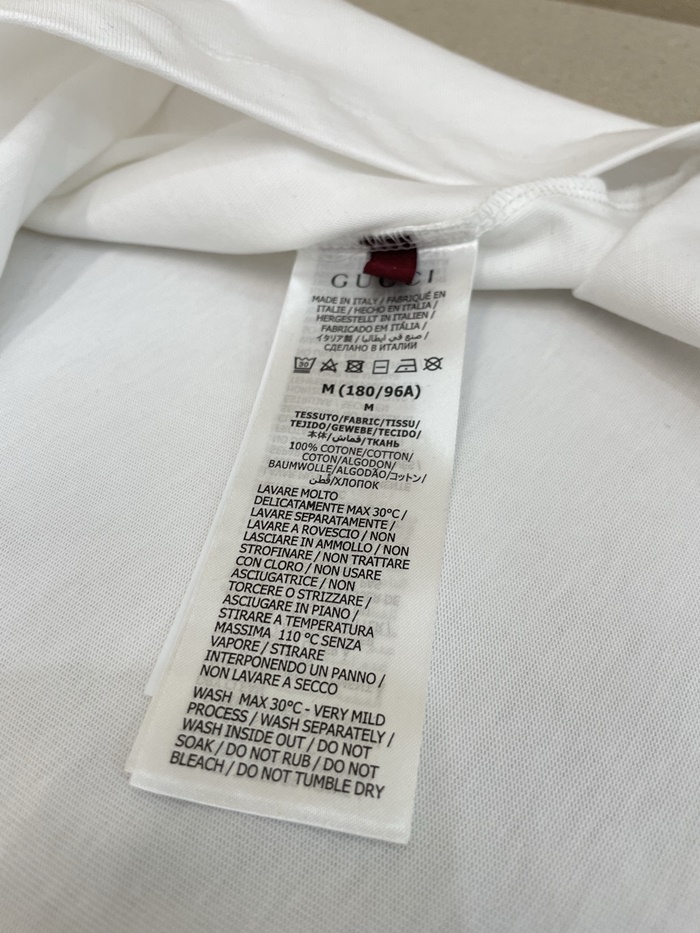 GUCCI
MADE IN ITALY / FABRIQUÉ EN
ITALIE / HECHO EN ITALIA /
HERGESTELLT IN ITALIEN /
FABRICADO EM ITÁLIA /
イタリア製 / صنع في ايطاليا /
СДЕЛАНО В ИТАЛИИ
30
M (180/96A)
M
TESSUTO/FABRIC/TISSU/
TEJIDO/GEWEBE/TECIDO/
本体/قماش/ТКАНЬ
100% COTONE/COTTON/
COTON/ALGODON/
BAUMWOLLE/ALGODÃO/コットン/
قطن/ХЛОПОК
LAVARE MOLTO
DELICATAMENTE MAX 30°C /
LAVARE SEPARATAMENTE /
LAVARE A ROVESCIO / NON
LASCIARE IN AMMOLLO / NON
STROFINARE / NON TRATTARE
CON CLORO / NON USARE
ASCIUGATRICE / NON
TORCERE O STRIZZARE /
ASCIUGARE IN PIANO /
STIRARE A TEMPERATURA
MASSIMA 110 °C SENZA
VAPORE / STIRARE
INTERPONENDO UN PANNO /
NON LAVARE A SECCO
WASH MAX 30°C - VERY MILD
PROCESS / WASH SEPARATELY /
WASH INSIDE OUT / DO NOT
SOAK / DO NOT RUB / DO NOT
BLEACH / DO NOT TUMBLE DRY